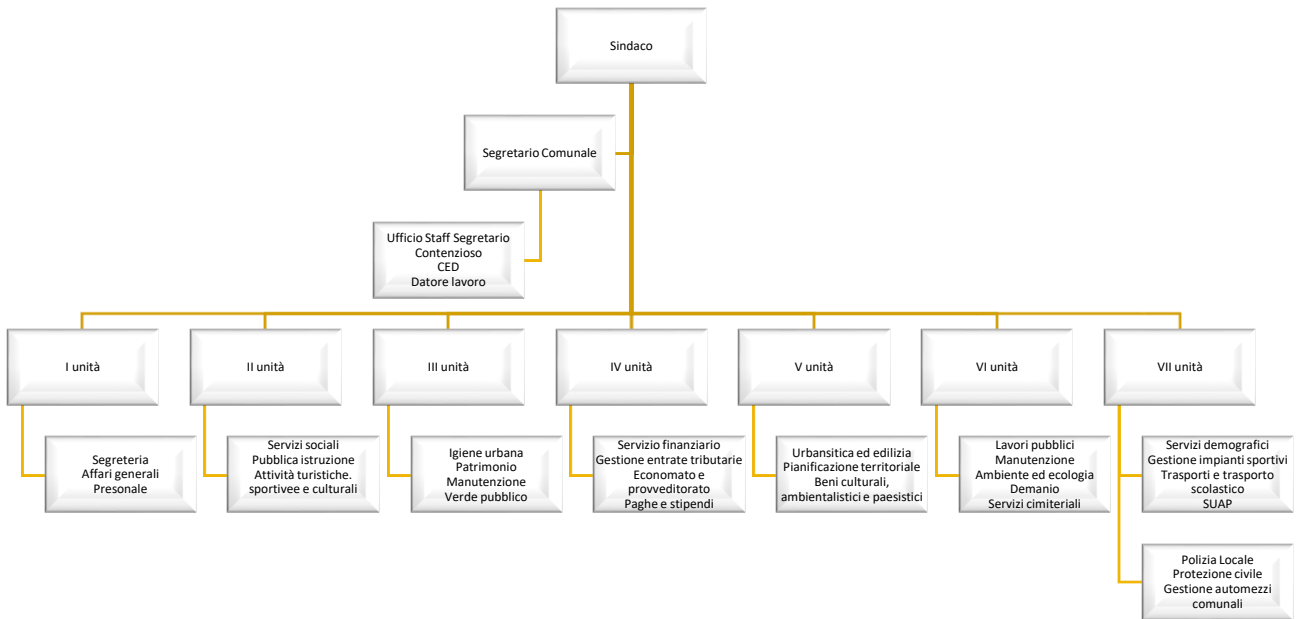 Sindaco
Segretario Comunale
Ufficio Staff Segretario
Contenzioso
CED
Datore lavoro
I unità
II unità
III unità
IV unità
V unità
VI unità
VII unità
Segreteria
Affari generali
Presonale
Servizi sociali
Pubblica istruzione
Attività turistiche.
sportivee e culturali
Igiene urbana
Patrimonio
Manutenzione
Verde pubblico
Servizio finanziario
Gestione entrate tributarie
Economato e
provveditorato
Paghe e stipendi
Urbansitica ed edilizia
Pianificazione territoriale
Beni culturali,
ambientalistici e paesistici
Lavori pubblici
Manutenzione
Ambiente ed ecologia
Demanio
Servizi cimiteriali
Servizi demografici
Gestione impianti sportivi
Trasporti e trasporto
scolastico
SUAP
Polizia Locale
Protezione civile
Gestione automezzi
comunali